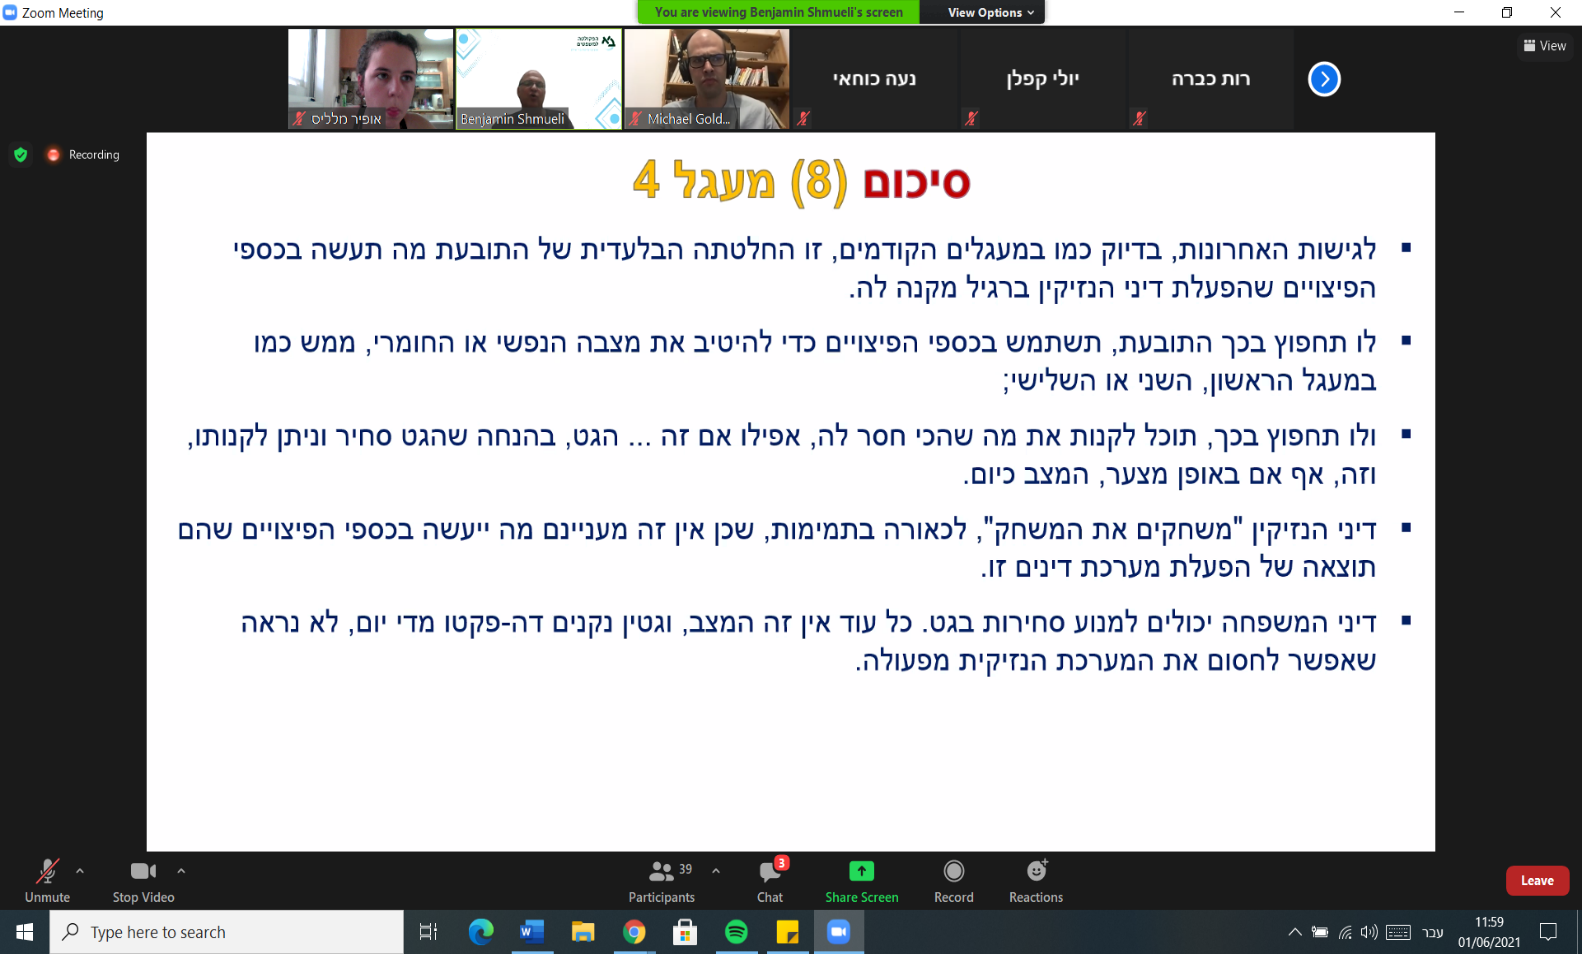 Zoom Meeting
You are viewing Benjamin Shmueli's screen
View Options
View
הפקולטה
למשפטים
אופיר מלליס
Benjamin Shmueli
Michael Gold...
נעה כוחאי
יולי קפלן
רות כברה
Recording
סיכום (8) מעגל 4
▪ לגישות האחרונות, בדיוק כמו במעגלים הקודמים, זו החלטתה הבלעדית של התובעת מה תעשה בכספי
הפיצויים שהפעלת דיני הנזיקין ברגיל מקנה לה.
▪ לו תחפוץ בכך התובעת, תשתמש בכספי הפיצויים כדי להיטיב את מצבה הנפשי או החומרי, ממש כמו
במעגל הראשון, השני או השלישי;
▪ ולו תחפוץ בכך, תוכל לקנות את מה שהכי חסר לה, אפילו אם זה ... הגט, בהנחה שהגט סחיר וניתן לקנותו,
וזה, אף אם באופן מצער, המצב כיום.
▪ דיני הנזיקין "משחקים את המשחק", לכאורה בתמימות, שכן אין זה מעניינם מה ייעשה בכספי הפיצויים שהם
תוצאה של הפעלת מערכת דינים זו.
▪ דיני המשפחה יכולים למנוע סחירות בגט. כל עוד אין זה המצב, וגטין נקנים דה-פקטו מדי יום, לא נראה
שאפשר לחסום את המערכת הנזיקית מפעולה.
Unmute
Stop Video
39
Participants
3
Chat
Share Screen
Record
Reactions
Leave
Type here to search
עבר
11:59
01/06/2021